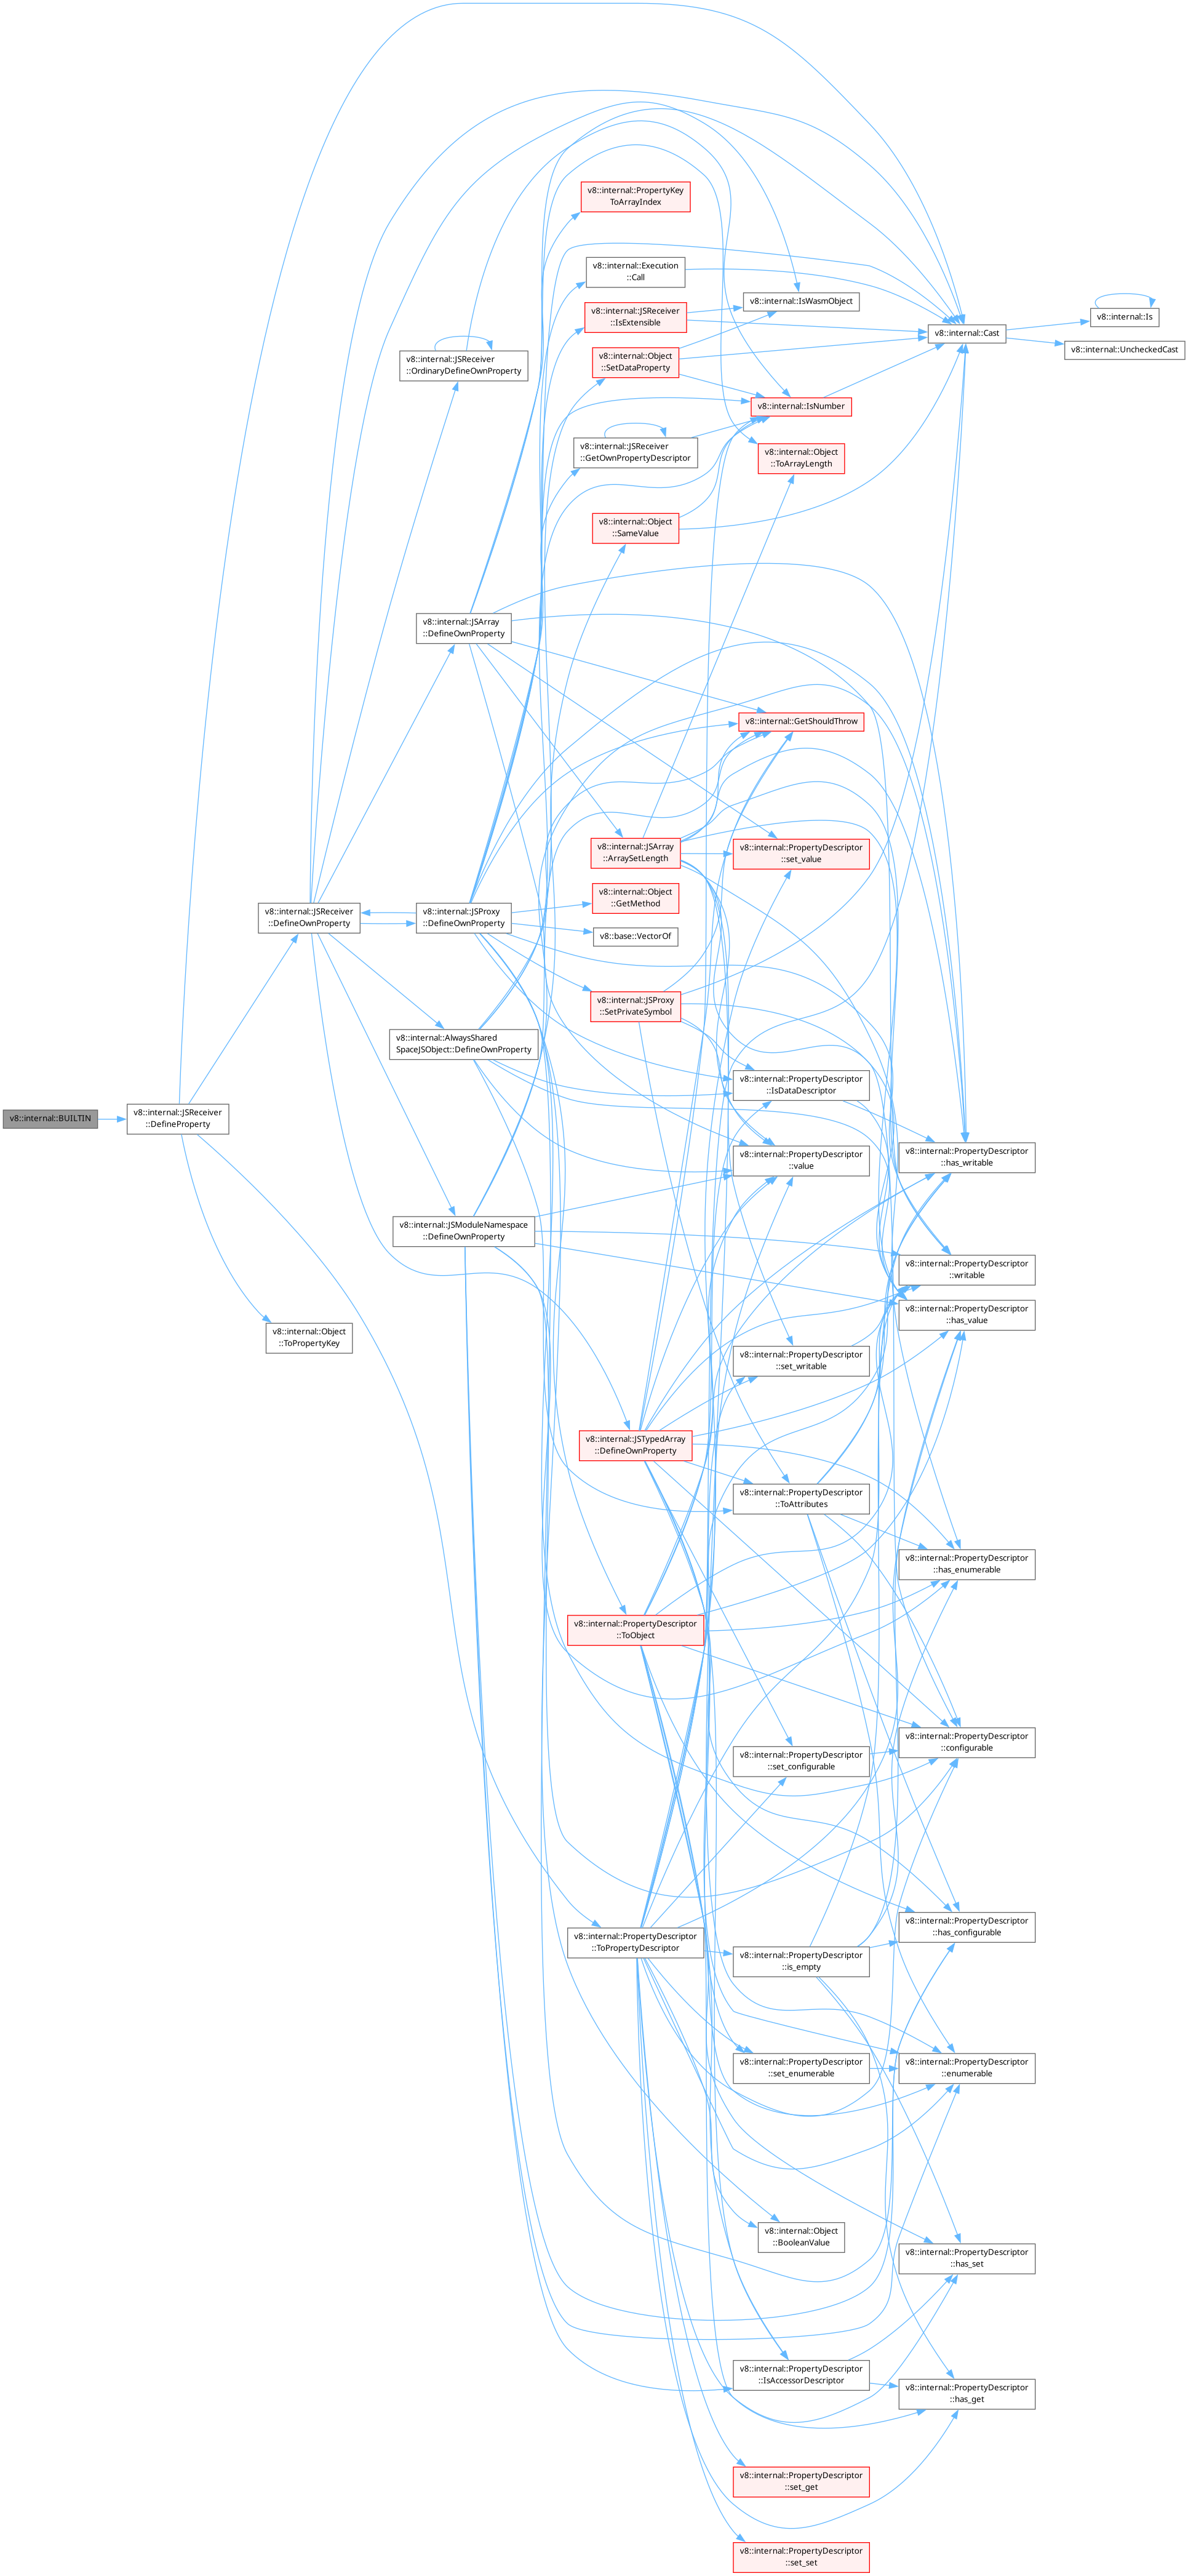 v8::internal::PropertyKey
ToArrayIndex
v8::internal::Execution
::Call
v8::internal::IsWasmObject
v8::internal::JSReceiver
::IsExtensible
v8::internal::Is
v8::internal::Cast
v8::internal::UncheckedCast
v8::internal::JSReceiver
::OrdinaryDefineOwnProperty
v8::internal::Object
::SetDataProperty
v8::internal::IsNumber
v8::internal::JSReceiver
::GetOwnPropertyDescriptor
v8::internal::Object
::ToArrayLength
v8::internal::Object
::SameValue
v8::internal::JSArray
::DefineOwnProperty
v8::internal::GetShouldThrow
v8::internal::JSArray
::ArraySetLength
v8::internal::PropertyDescriptor
::set_value
v8::internal::Object
::GetMethod
v8::internal::JSReceiver
::DefineOwnProperty
v8::internal::JSProxy
::DefineOwnProperty
v8::base::VectorOf
v8::internal::JSProxy
::SetPrivateSymbol
v8::internal::AlwaysShared
SpaceJSObject::DefineOwnProperty
v8::internal::PropertyDescriptor
::IsDataDescriptor
v8::internal::BUILTIN
v8::internal::JSReceiver
::DefineProperty
v8::internal::PropertyDescriptor
::value
v8::internal::PropertyDescriptor
::has_writable
v8::internal::JSModuleNamespace
::DefineOwnProperty
v8::internal::PropertyDescriptor
::writable
v8::internal::PropertyDescriptor
::has_value
v8::internal::Object
::ToPropertyKey
v8::internal::PropertyDescriptor
::set_writable
v8::internal::JSTypedArray
::DefineOwnProperty
v8::internal::PropertyDescriptor
::ToAttributes
v8::internal::PropertyDescriptor
::has_enumerable
v8::internal::PropertyDescriptor
::ToObject
v8::internal::PropertyDescriptor
::configurable
v8::internal::PropertyDescriptor
::set_configurable
v8::internal::PropertyDescriptor
::has_configurable
v8::internal::PropertyDescriptor
::ToPropertyDescriptor
v8::internal::PropertyDescriptor
::is_empty
v8::internal::PropertyDescriptor
::set_enumerable
v8::internal::PropertyDescriptor
::enumerable
v8::internal::Object
::BooleanValue
v8::internal::PropertyDescriptor
::has_set
v8::internal::PropertyDescriptor
::IsAccessorDescriptor
v8::internal::PropertyDescriptor
::has_get
v8::internal::PropertyDescriptor
::set_get
v8::internal::PropertyDescriptor
::set_set